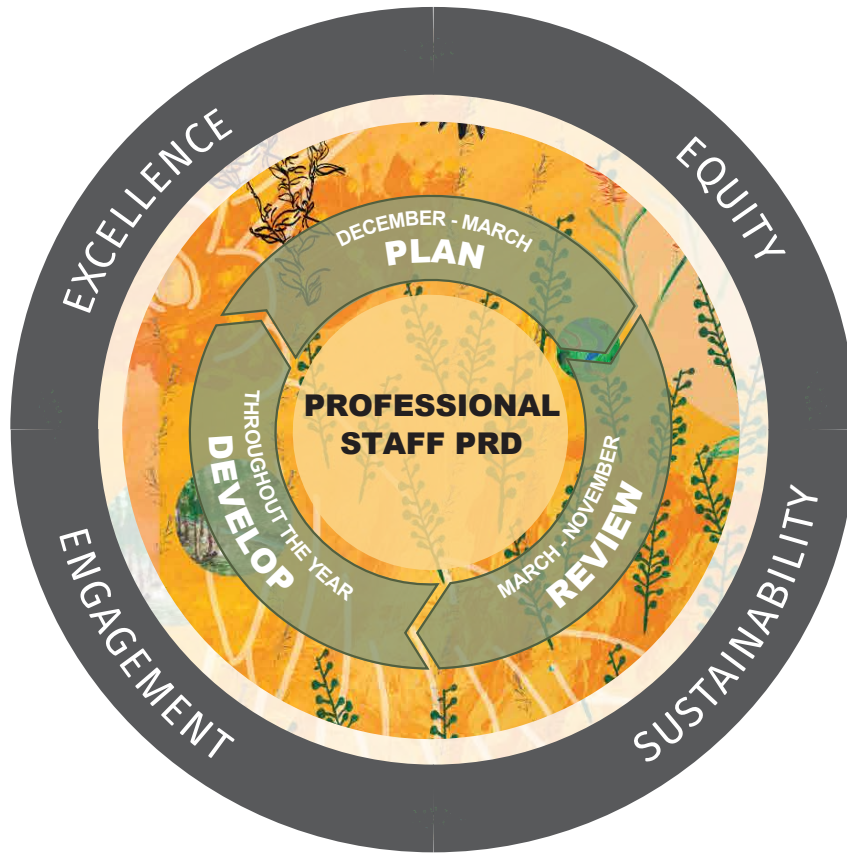 EXCELLENCE
EQUITY
DECEMBER - MARCH
PLAN
PROFESSIONAL
STAFF PRD
THROUGHOUT THE YEAR
DEVELOP
MARCH - NOVEMBER
REVIEW
ENGAGEMENT
SUSTAINABILITY